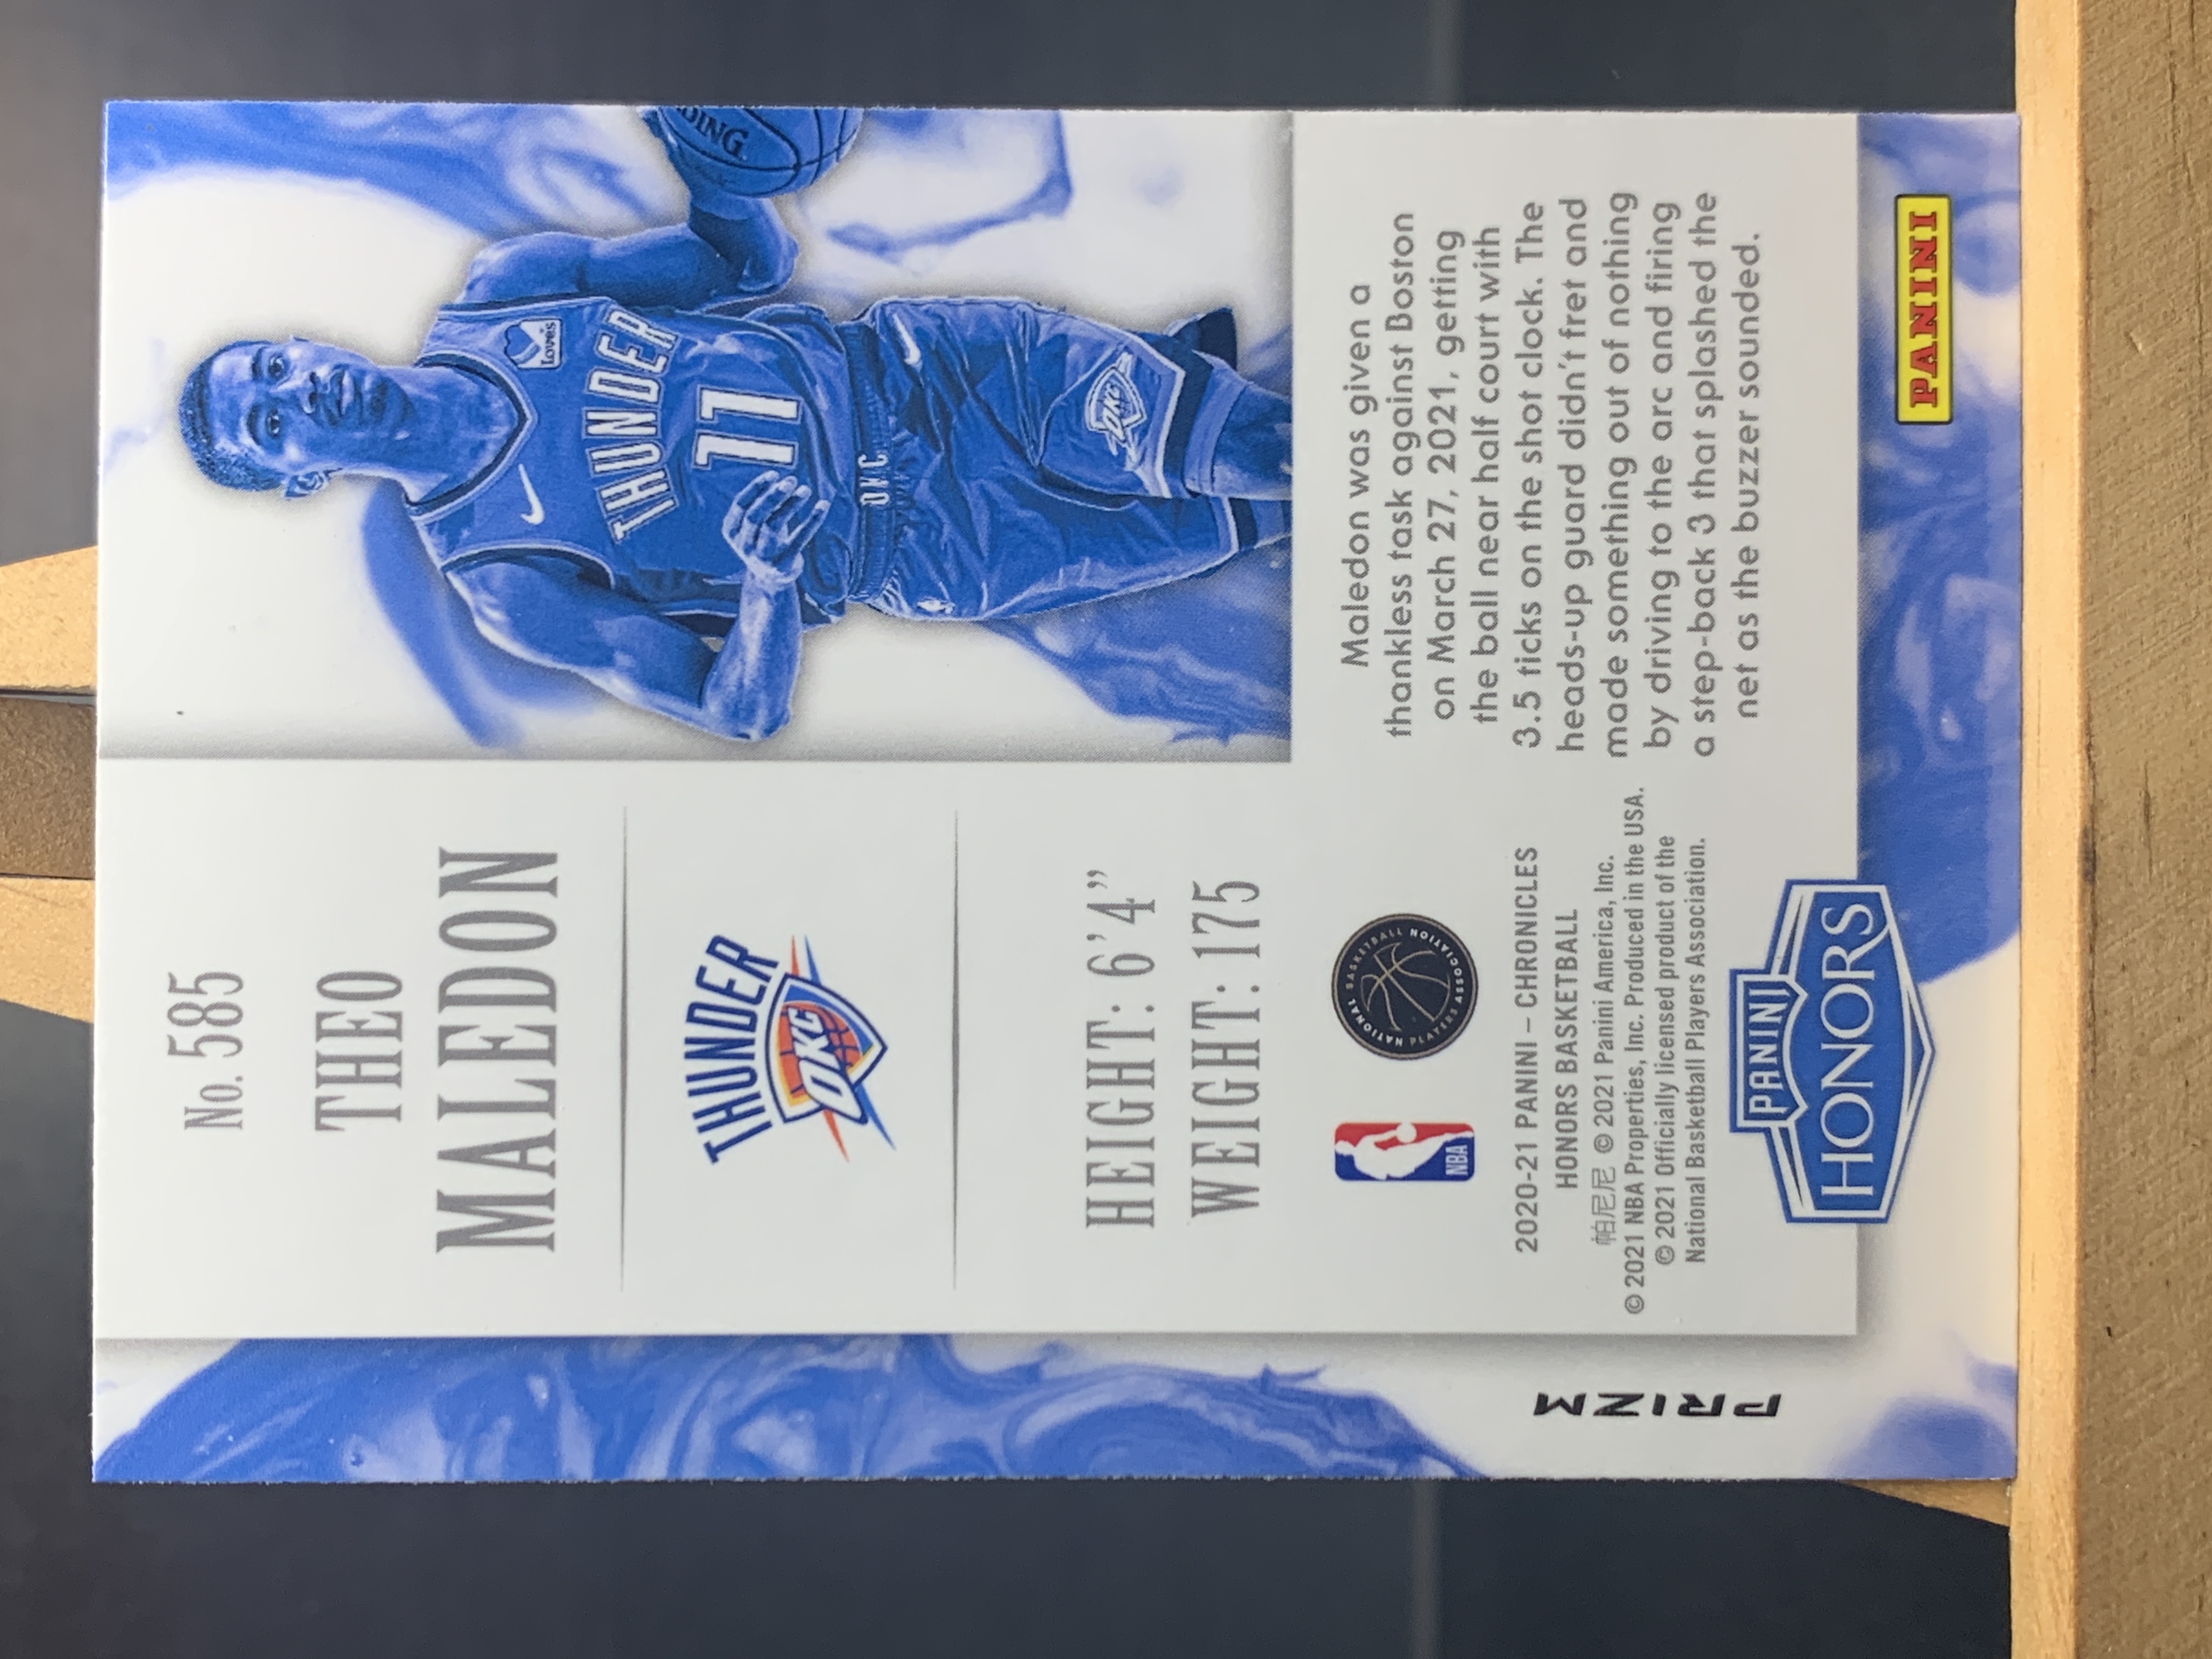 No. 585
THEO
MALEDON
THUNDER
OKC
HEIGHT: 6'4”
WEIGHT: 175
DING
Loves
THUNDER
11
OKC
OKC
Maledon was given a
thankless task against Boston
on March 27, 2021, getting
the ball near half court with
3.5 ticks on the shot clock. The
heads-up guard didn't fret and
made something out of nothing
by driving to the arc and firing
a step-back 3 that splashed the
net as the buzzer sounded.
NBA
NATIONAL BASKETBALL
PLAYERS ASSOCIATION
2020-21 PANINI – CHRONICLES
HONORS BASKETBALL
帕尼尼 © 2021 Panini America, Inc.
© 2021 NBA Properties, Inc. Produced in the USA.
© 2021 Officially licensed product of the
National Basketball Players Association.
PANINI
HONORS
PANINI
PRIZM